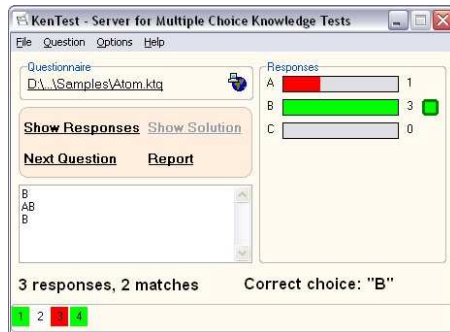 KenTest - Server for Multiple Choice Knowledge Tests
File Question Options Help
Questionnaire
D:\...\Samples\Atom.ktq
Show Responses Show Solution
Next Question Report
B
AB
B
Responses
A 1
B 3
C 0
3 responses, 2 matches Correct choice: "B"
1 2 3 4